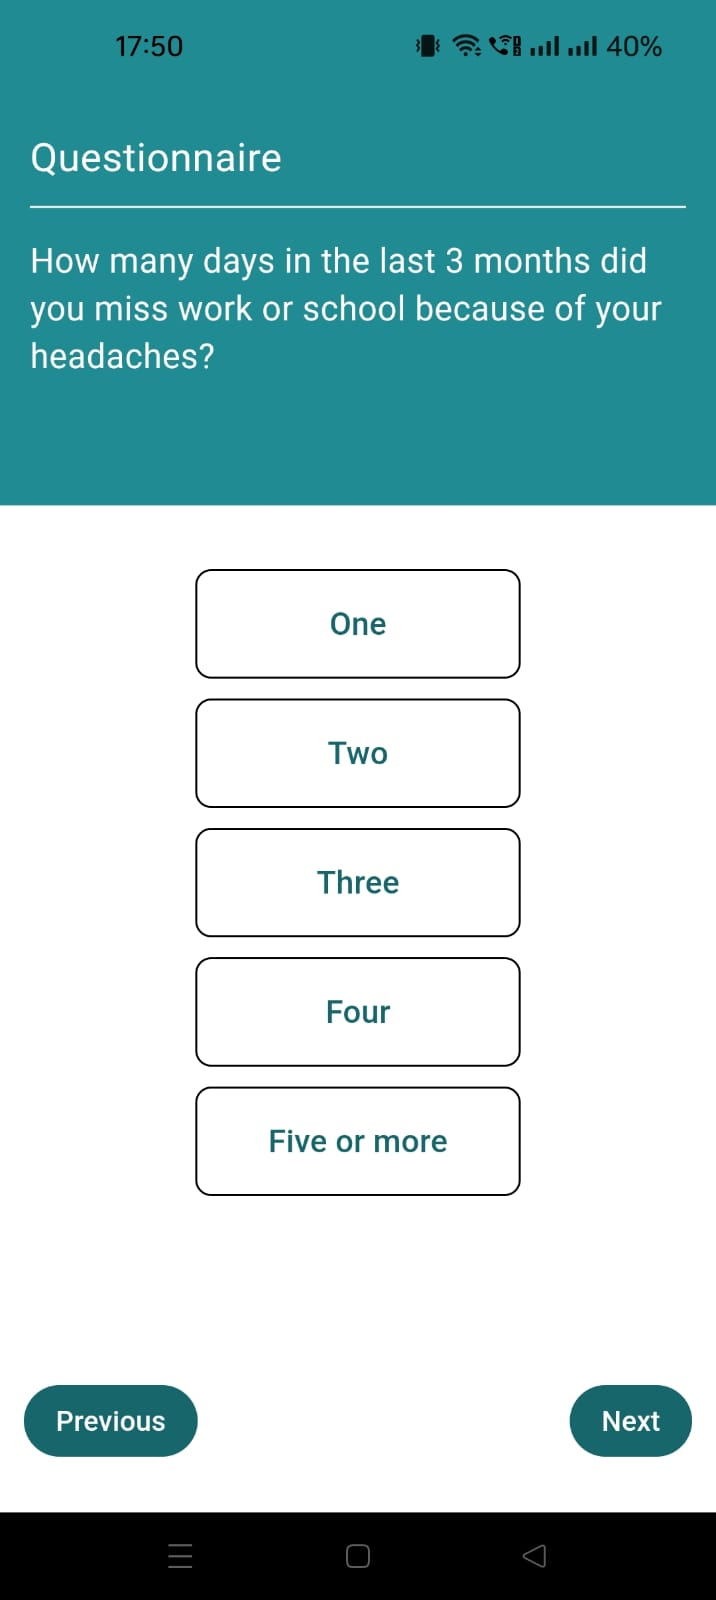 17:50 40%
Questionnaire
How many days in the last 3 months did
you miss work or school because of your
headaches?
One
Two
Three
Four
Five or more
Previous Next